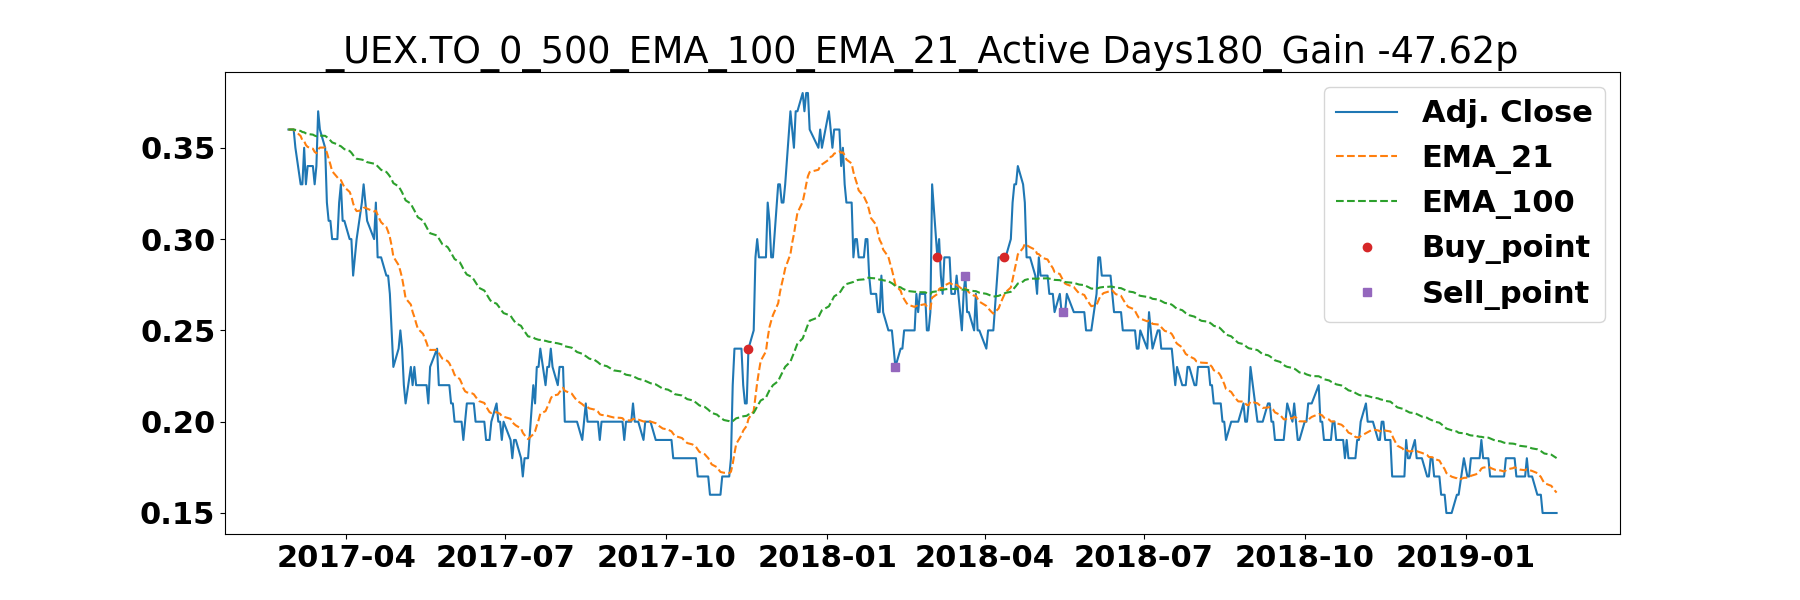 _UEX.TO_0_500_EMA_100_EMA_21_Active Days180_Gain -47.62p
Adj. Close
EMA_21
EMA_100
Buy_point
Sell_point
0.35
0.30
0.25
0.20
0.15
2017-04 2017-07 2017-10 2018-01 2018-04 2018-07 2018-10 2019-01